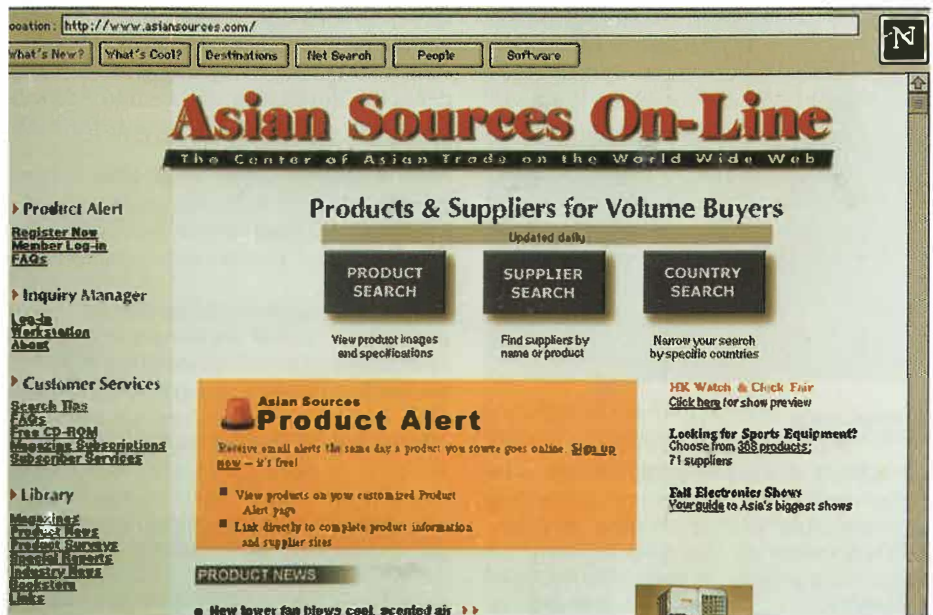 ocation: http://www.asiansources.com/
What's New? What's Cool? Destinations Net Search People Software
N
Asian Sources On-Line
The Center of Asian Trade on the World Wide Web
Product Alert
Register Now
Member Log-in
FAQs
Inquiry Manager
Log-in
Workstation
About
Customer Services
Search Tips
FAQs
Free CD-ROM
Magazine Subscriptions
Subscriber Services
Library
Magazines
Product News
Product Surveys
Special Reports
Industry News
Bookstore
Links
Products & Suppliers for Volume Buyers
Updated daily
PRODUCT SEARCH
View product images
and specifications
SUPPLIER SEARCH
Find suppliers by
name or product
COUNTRY SEARCH
Narrow your search
by specific countries
Asian Sources
Product Alert
Receive email alerts the same day a product you source goes online. Sign up
now – it's free!
View products on your customized Product
Alert page
Link directly to complete product information
and supplier sites
HK Watch & Clock Fair
Click here for show preview
Looking for Sports Equipment?
Choose from 368 products;
71 suppliers
Fall Electronics Shows
Your guide to Asia's biggest shows
PRODUCT NEWS
New tower fan blows cool, scented air